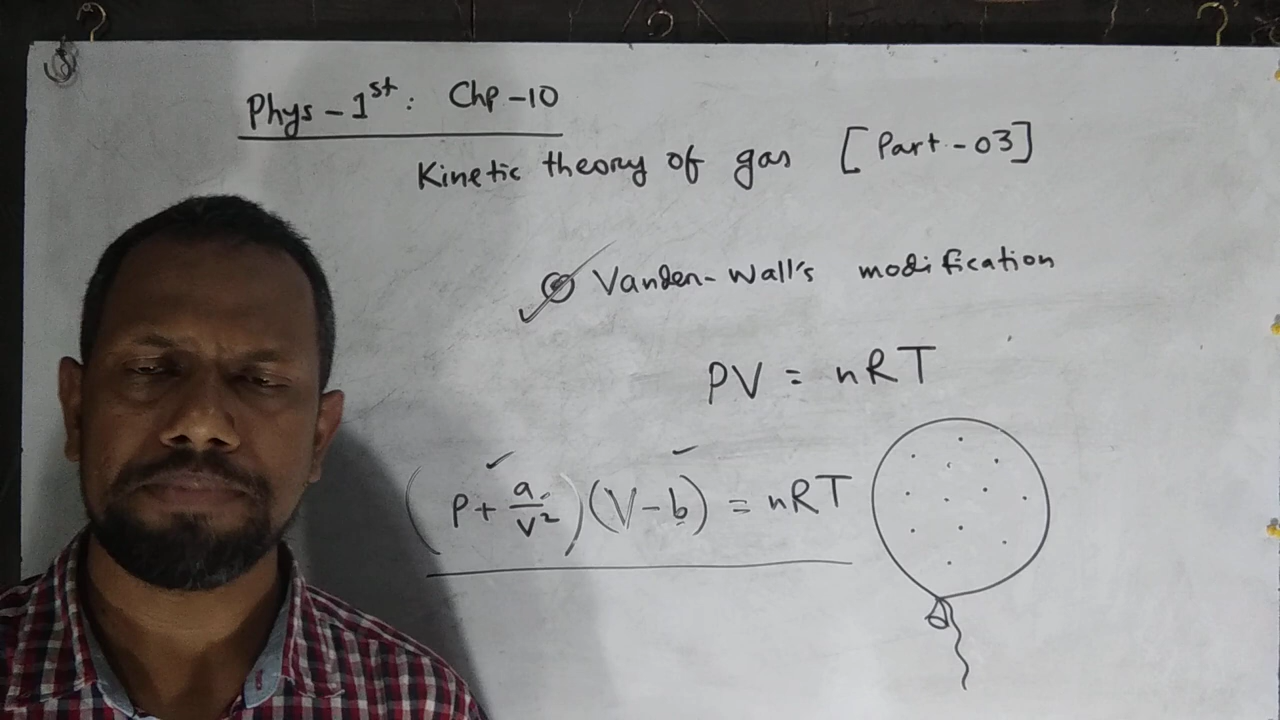 Phys - 1st : Chp - 10
Kinetic theory of gas [Part - 03]
Vanden - Wall's modification
PV = nRT
(P + a/V²)(V - b) = nRT